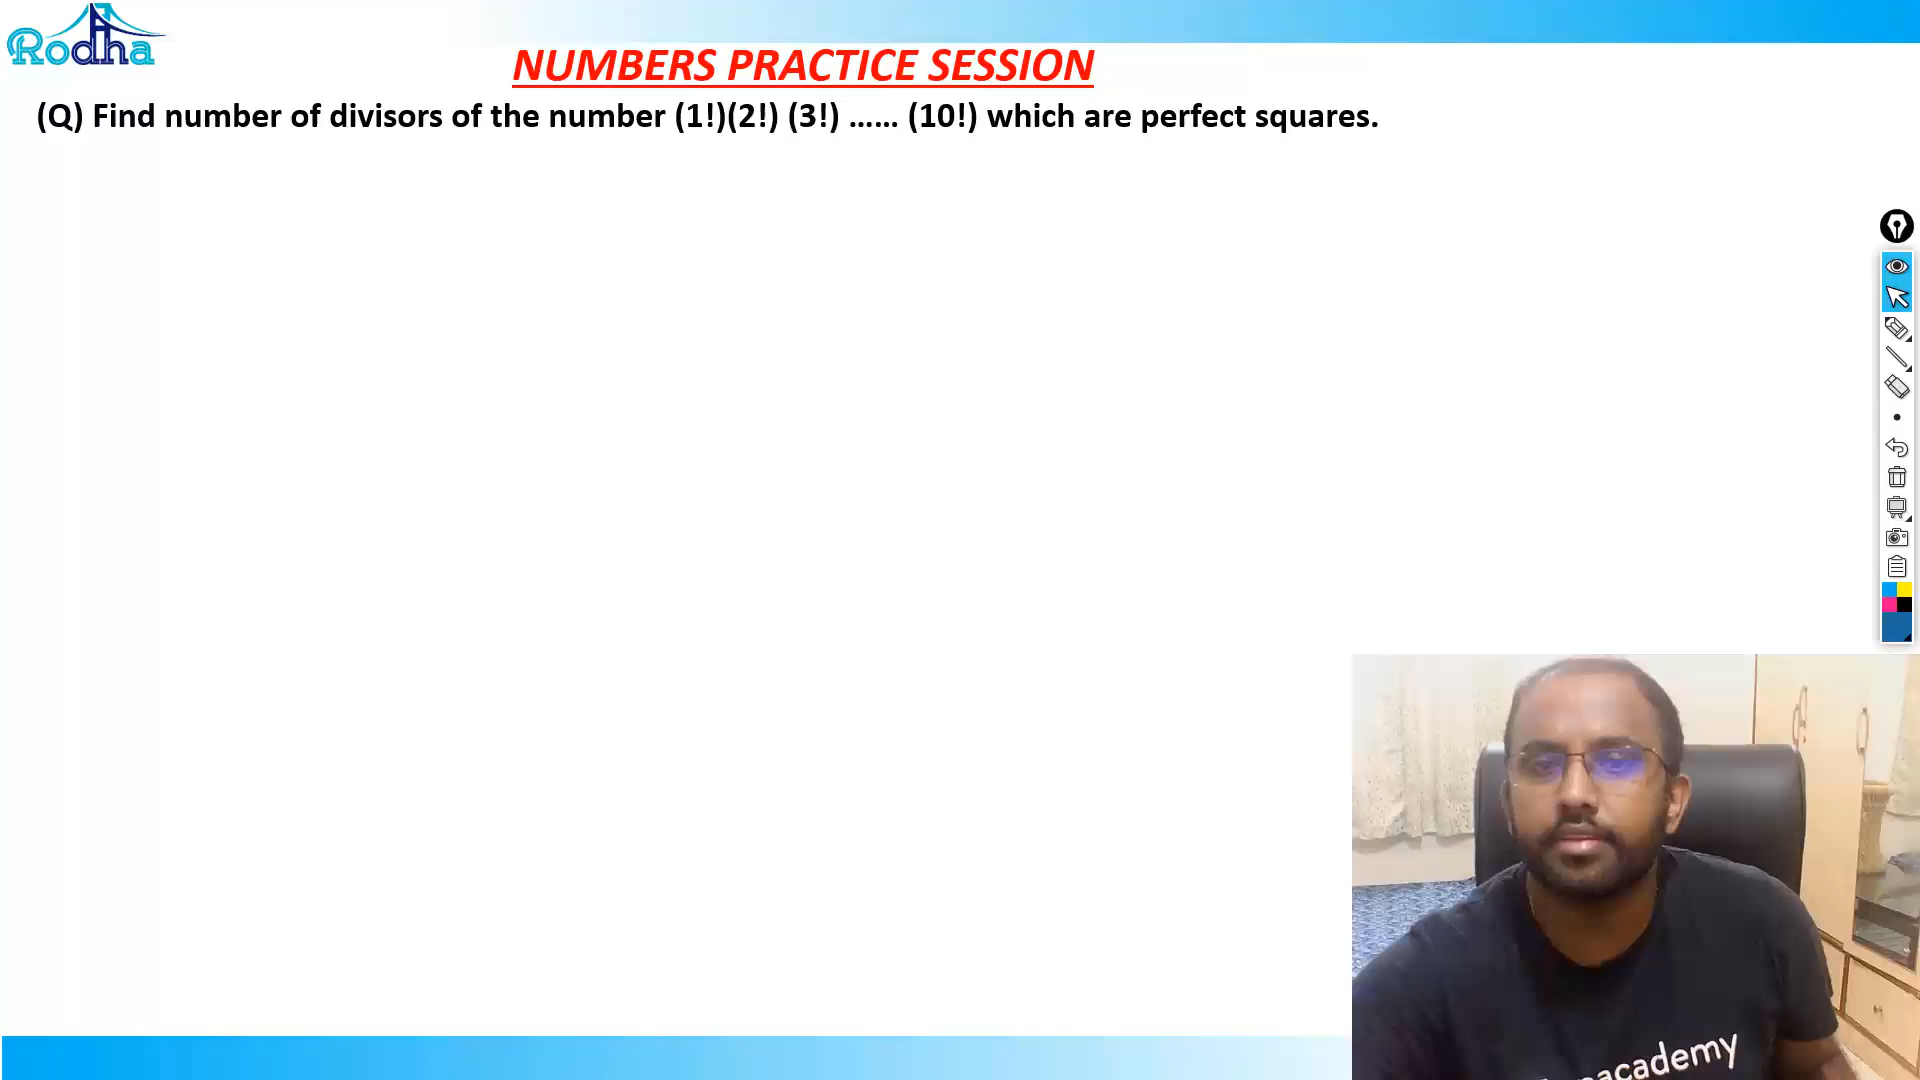 Rodha
NUMBERS PRACTICE SESSION
(Q) Find number of divisors of the number (1!)(2!) (3!) …… (10!) which are perfect squares.